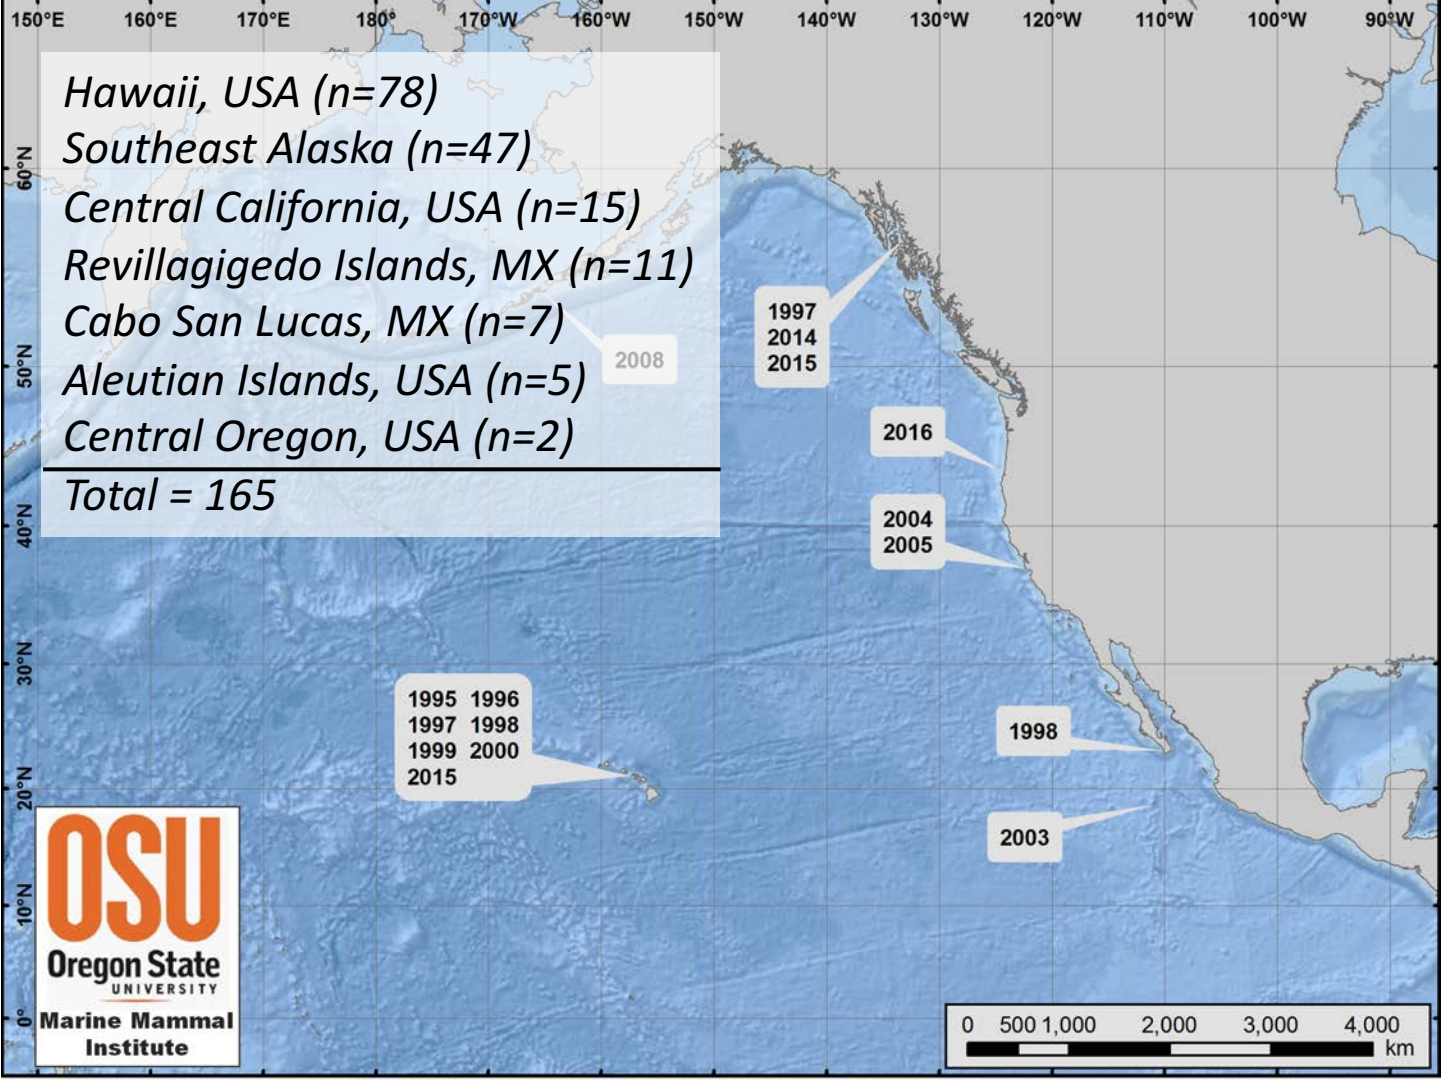 150°E 160°E 170°E 180° 170°W 160°W 150°W 140°W 130°W 120°W 110°W 100°W 90°W
Hawaii, USA (n=78)
Southeast Alaska (n=47)
Central California, USA (n=15)
Revillagigedo Islands, MX (n=11)
Cabo San Lucas, MX (n=7)
Aleutian Islands, USA (n=5)
Central Oregon, USA (n=2)
Total = 165
60°N
50°N
40°N
30°N
20°N
10°N
0°
2008
1997
2014
2015
2016
2004
2005
1995 1996
1997 1998
1999 2000
2015
1998
2003
OSU
Oregon State
UNIVERSITY
Marine Mammal
Institute
0 500 1,000 2,000 3,000 4,000
km